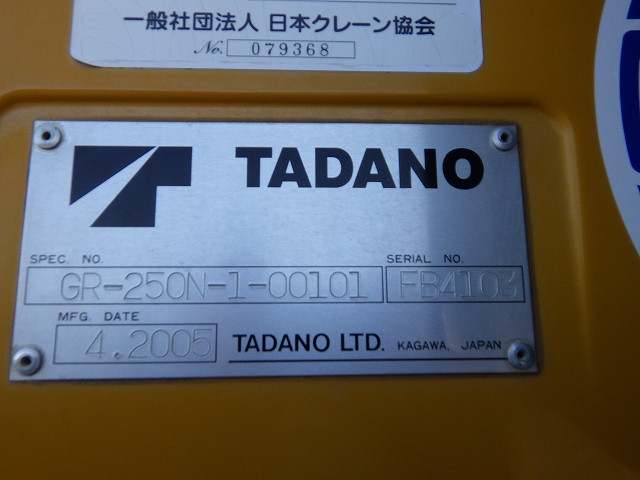 一般社団法人 日本クレーン協会
No. 079368
TADANO
SPEC. NO. SERIAL NO.
GR-250N-1-00101 FB4103
MFG. DATE
4.2005 TADANO LTD. KAGAWA, JAPAN